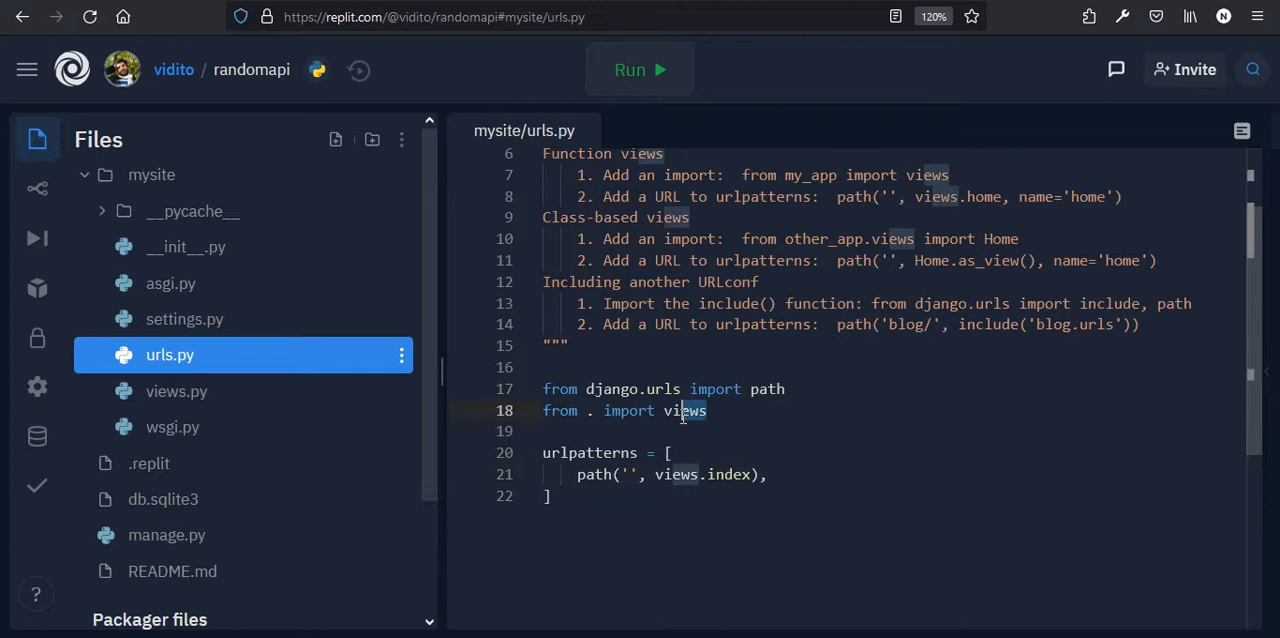 https://replit.com/@vidito/randomapi#mysite/urls.py
120%
N
vidito / randomapi
Run
Invite
Files
mysite
__pycache__
__init__.py
asgi.py
settings.py
urls.py
views.py
wsgi.py
.replit
db.sqlite3
manage.py
README.md
Packager files
?
mysite/urls.py
6 Function views
7 1. Add an import:  from my_app import views
8 2. Add a URL to urlpatterns:  path('', views.home, name='home')
9 Class-based views
10 1. Add an import:  from other_app.views import Home
11 2. Add a URL to urlpatterns:  path('', Home.as_view(), name='home')
12 Including another URLconf
13 1. Import the include() function: from django.urls import include, path
14 2. Add a URL to urlpatterns:  path('blog/', include('blog.urls'))
15 """
16
17 from django.urls import path
18 from . import views
19
20 urlpatterns = [
21 path('', views.index),
22 ]